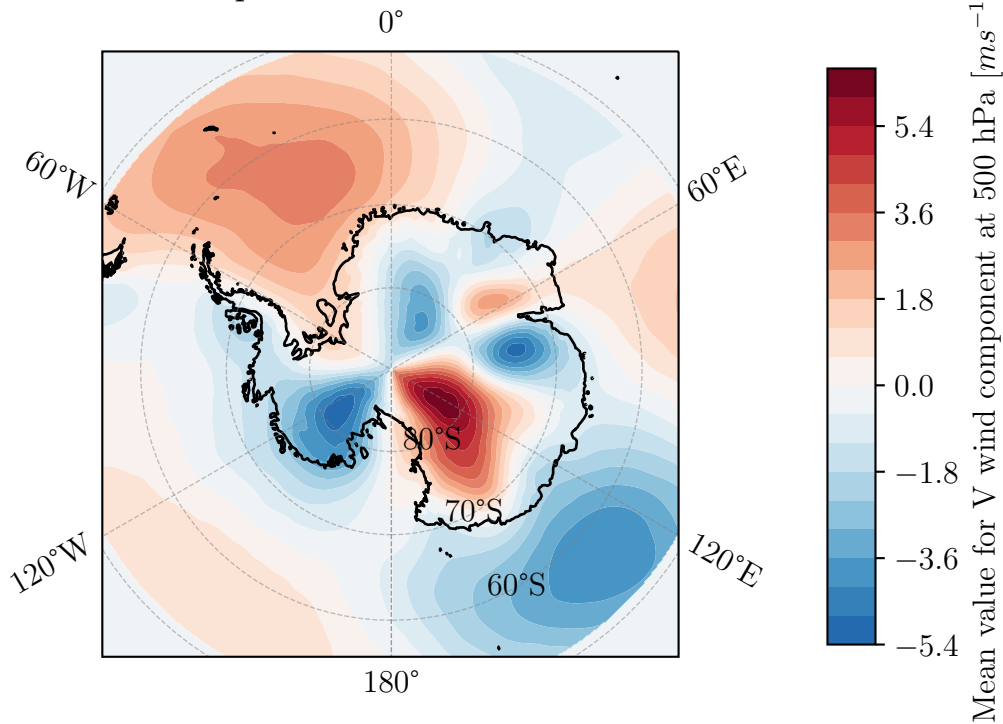 0°
60°W
60°E
80°S
70°S
60°S
120°W
120°E
180°
5.4
3.6
1.8
0.0
−1.8
−3.6
−5.4
Mean value for V wind component at 500 hPa [ms⁻¹